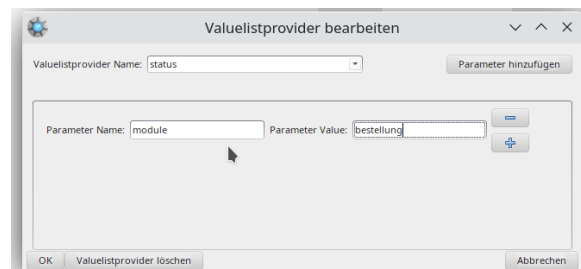 Valuelistprovider bearbeiten
Valuelistprovider Name: status Parameter hinzufügen
Parameter Name: module Parameter Value: bestellung
OK Valuelistprovider löschen Abbrechen